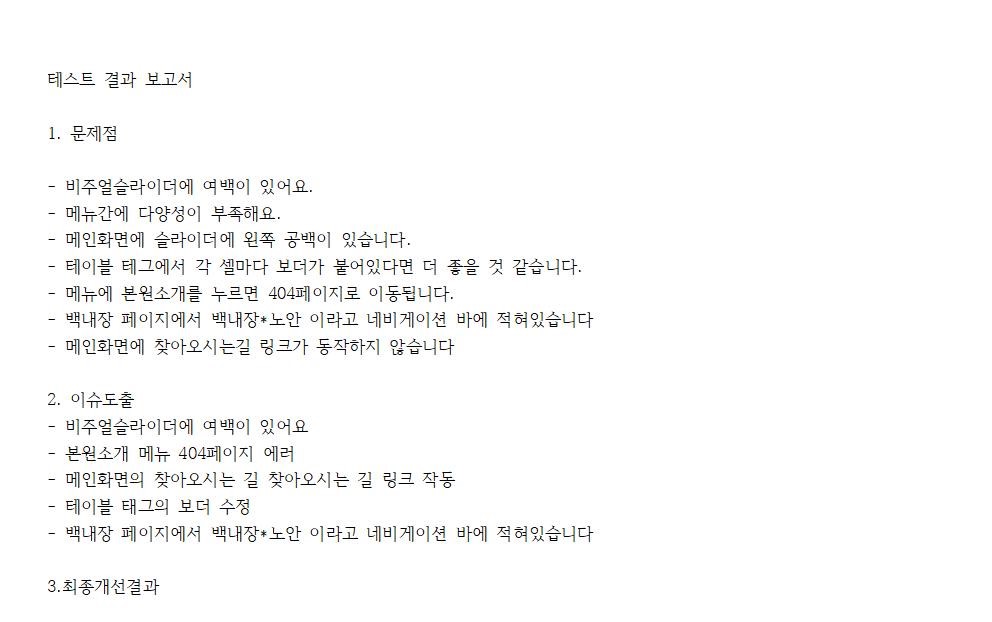 테스트 결과 보고서
1. 문제점
- 비주얼슬라이더에 여백이 있어요.
- 메뉴간에 다양성이 부족해요.
- 메인화면에 슬라이더에 왼쪽 공백이 있습니다.
- 테이블 테그에서 각 셀마다 보더가 붙어있다면 더 좋을 것 같습니다.
- 메뉴에 본원소개를 누르면 404페이지로 이동됩니다.
- 백내장 페이지에서 백내장*노안 이라고 네비게이션 바에 적혀있습니다
- 메인화면에 찾아오시는길 링크가 동작하지 않습니다
2. 이슈도출
- 비주얼슬라이더에 여백이 있어요
- 본원소개 메뉴 404페이지 에러
- 메인화면의 찾아오시는 길 찾아오시는 길 링크 작동
- 테이블 태그의 보더 수정
- 백내장 페이지에서 백내장*노안 이라고 네비게이션 바에 적혀있습니다
3.최종개선결과